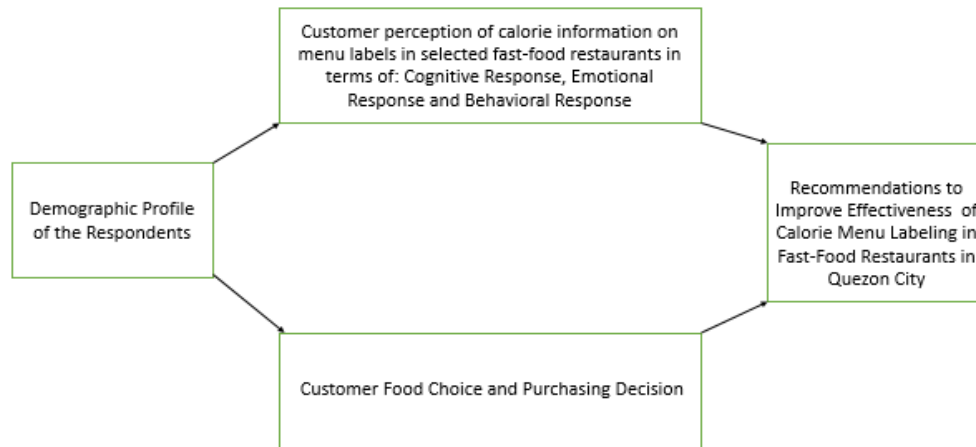 Customer perception of calorie information on
menu labels in selected fast-food restaurants in
terms of: Cognitive Response, Emotional
Response and Behavioral Response
Demographic Profile
of the Respondents
Recommendations to
Improve Effectiveness of
Calorie Menu Labeling in
Fast-Food Restaurants in
Quezon City
Customer Food Choice and Purchasing Decision